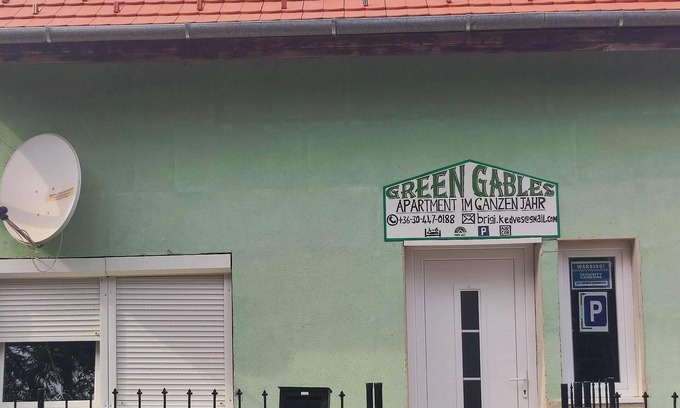 GREEN GABLES
APARTMENT IM GANZEN JAHR
+36-30-447-0188 brigi.kedves@gmail.com
P
WARNING!
P